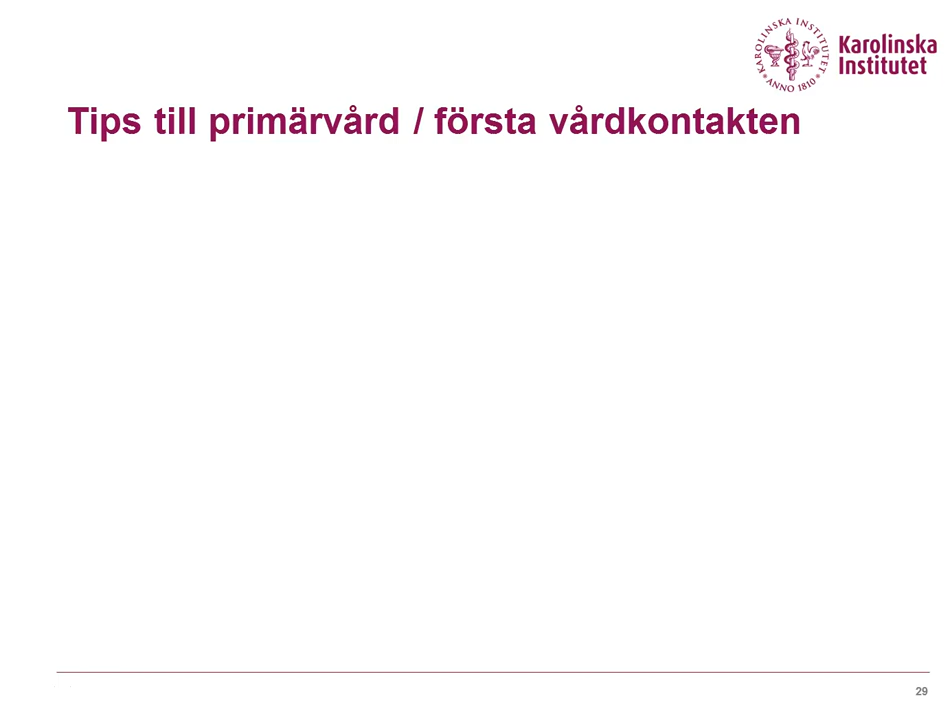 KAROLINSKA INSTITUTET
ANNO 1810
Karolinska
Institutet
Tips till primärvård / första vårdkontakten
29